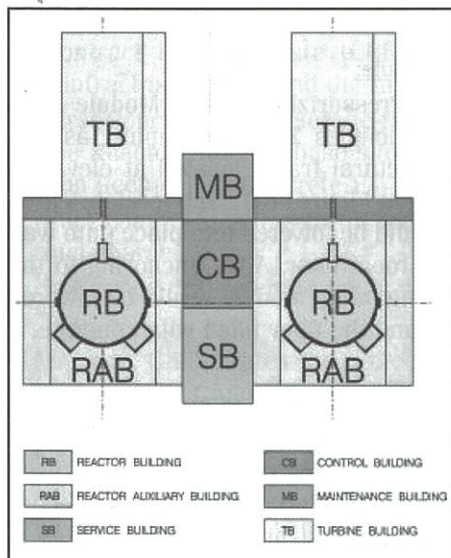 TB TB
MB
CB
RB RB
SB
RAB RAB
RB REACTOR BUILDING
CB CONTROL BUILDING
RAB REACTOR AUXILIARY BUILDING
MB MAINTENANCE BUILDING
SB SERVICE BUILDING
TB TURBINE BUILDING